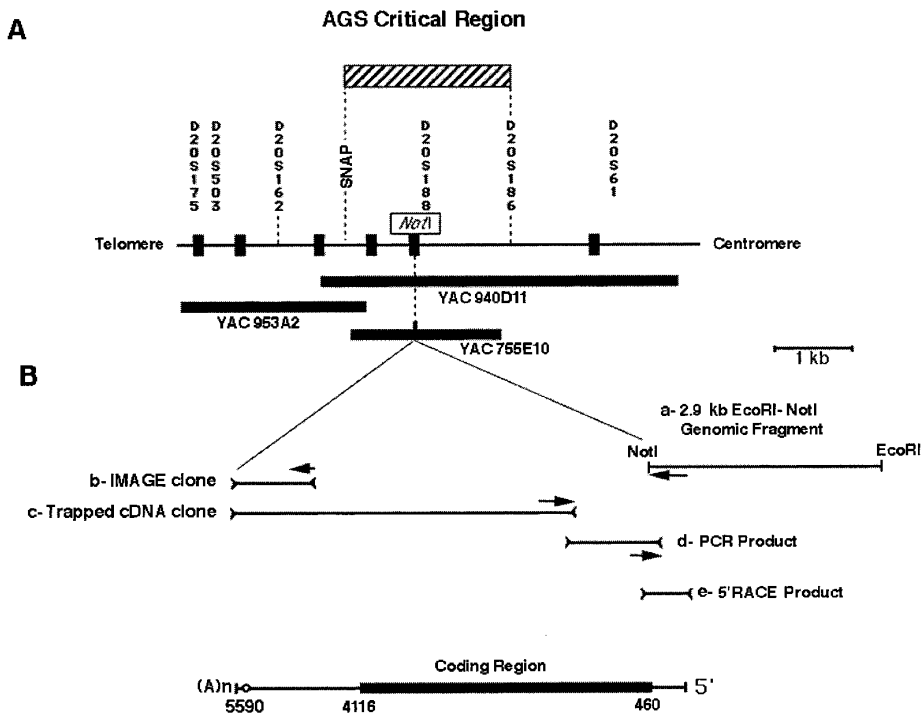 AGS Critical Region
A
D20S175
D20S503
D20S162
SNAP
D20S188
D20S186
D20S61
NotI
Telomere
Centromere
YAC 940D11
YAC 953A2
YAC 755E10
1 kb
B
a- 2.9 kb EcoRI- NotI
Genomic Fragment
NotI
EcoRI
b- IMAGE clone
c- Trapped cDNA clone
d- PCR Product
e- 5'RACE Product
Coding Region
(A)n
5'
5590
4116
460